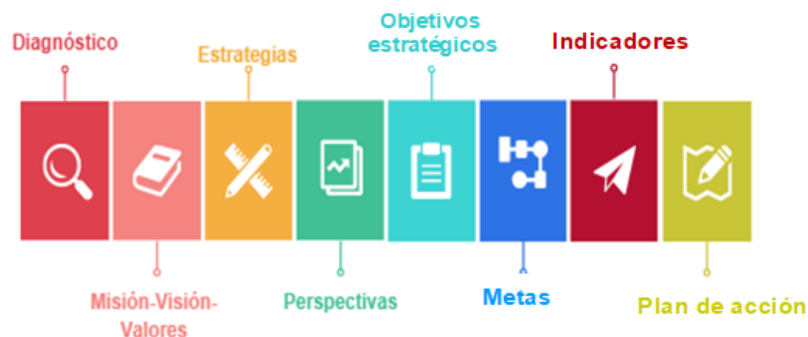 Diagnóstico
Estrategias
Objetivos
estratégicos
Indicadores
Misión-Visión-
Valores
Perspectivas
Metas
Plan de acción